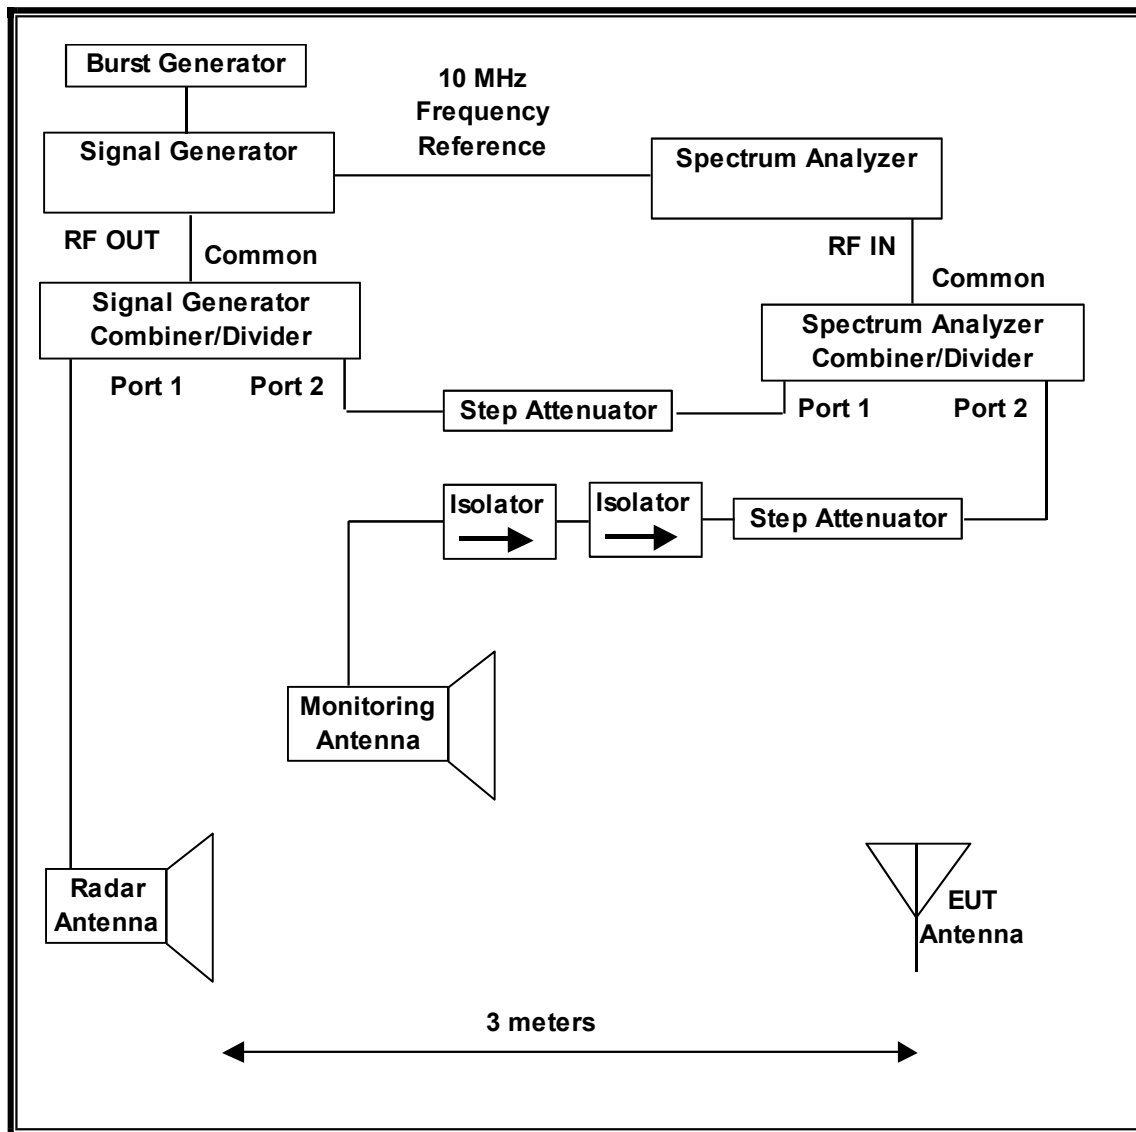 Burst Generator
10 MHz
Frequency
Reference
Signal Generator
Spectrum Analyzer
RF OUT
Common
RF IN
Common
Signal Generator
Combiner/Divider
Spectrum Analyzer
Combiner/Divider
Port 1
Port 2
Step Attenuator
Port 1
Port 2
Isolator
Isolator
Step Attenuator
Monitoring
Antenna
Radar
Antenna
EUT
Antenna
3 meters